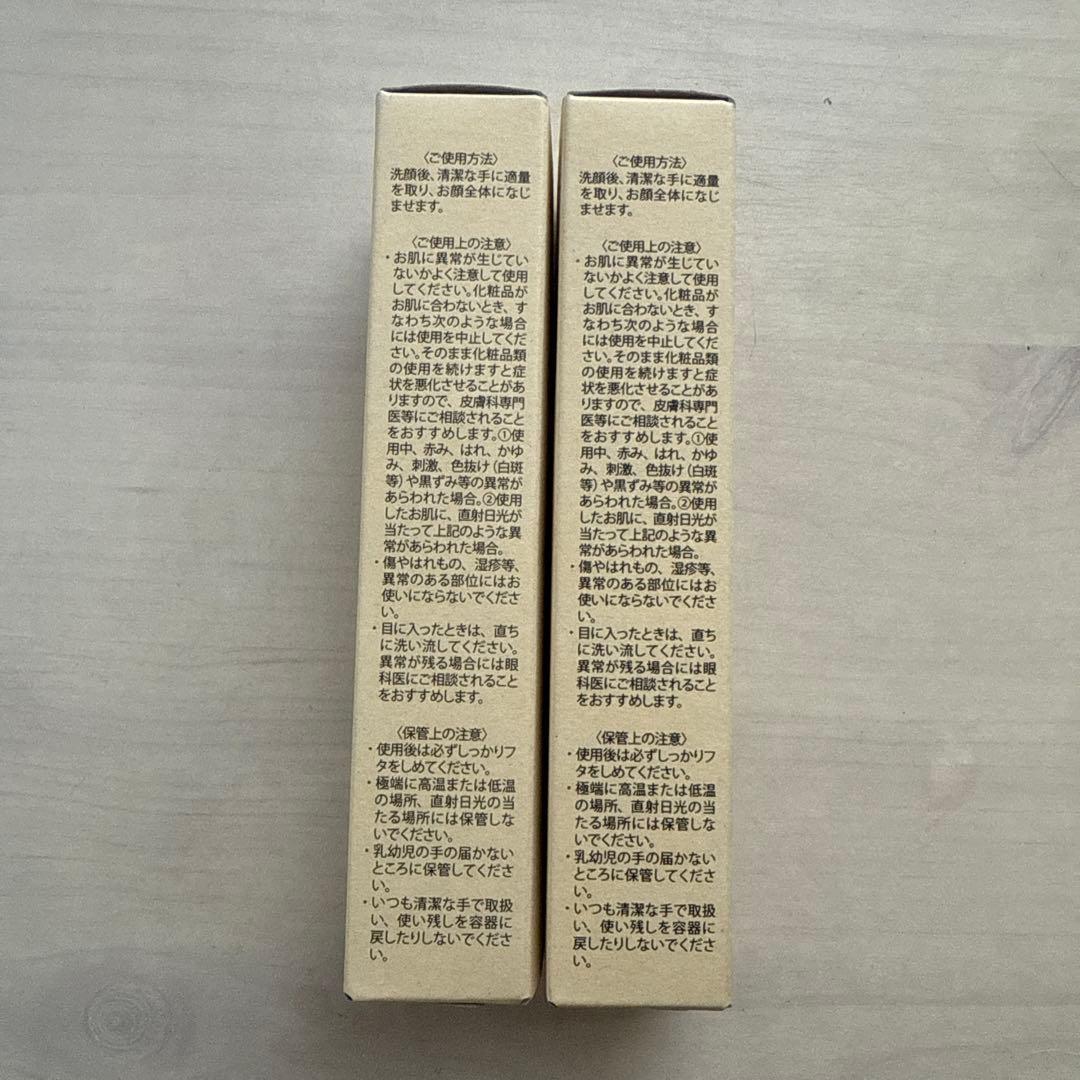 〈ご使用方法〉
洗顔後、清潔な手に適量
を取り、お顔全体になじ
ませます。
〈ご使用上の注意〉
・お肌に異常が生じてい
ないかよく注意して使用
してください。化粧品が
お肌に合わないとき、す
なわち次のような場合
には使用を中止してくだ
さい。そのまま化粧品類
の使用を続けますと症
状を悪化させることがあ
りますので、皮膚科専門
医等にご相談されること
をおすすめします。①使
用中、赤み、はれ、かゆ
み、刺激、色抜け（白斑
等）や黒ずみ等の異常が
あらわれた場合。②使用
したお肌に、直射日光が
当たって上記のような異
常があらわれた場合。
・傷やはれもの、湿疹等、
異常のある部位にはお
使いにならないでくださ
い。
・目に入ったときは、直ち
に洗い流してください。
異常が残る場合には眼
科医にご相談されること
をおすすめします。
〈保管上の注意〉
・使用後は必ずしっかりフ
タをしめてください。
・極端に高温または低温
の場所、直射日光の当
たる場所には保管しな
いでください。
・乳幼児の手の届かない
ところに保管してくださ
い。
・いつも清潔な手で取扱
い、使い残しを容器に
戻したりしないでくださ
い。
〈ご使用方法〉
洗顔後、清潔な手に適量
を取り、お顔全体になじ
ませます。
〈ご使用上の注意〉
・お肌に異常が生じてい
ないかよく注意して使用
してください。化粧品が
お肌に合わないとき、す
なわち次のような場合
には使用を中止してくだ
さい。そのまま化粧品類
の使用を続けますと症
状を悪化させることがあ
りますので、皮膚科専門
医等にご相談されること
をおすすめします。①使
用中、赤み、はれ、かゆ
み、刺激、色抜け（白斑
等）や黒ずみ等の異常が
あらわれた場合。②使用
したお肌に、直射日光が
当たって上記のような異
常があらわれた場合。
・傷やはれもの、湿疹等、
異常のある部位にはお
使いにならないでくださ
い。
・目に入ったときは、直ち
に洗い流してください。
異常が残る場合には眼
科医にご相談されること
をおすすめします。
〈保管上の注意〉
・使用後は必ずしっかりフ
タをしめてください。
・極端に高温または低温
の場所、直射日光の当
たる場所には保管しな
いでください。
・乳幼児の手の届かない
ところに保管してくださ
い。
・いつも清潔な手で取扱
い、使い残しを容器に
戻したりしないでくださ
い。